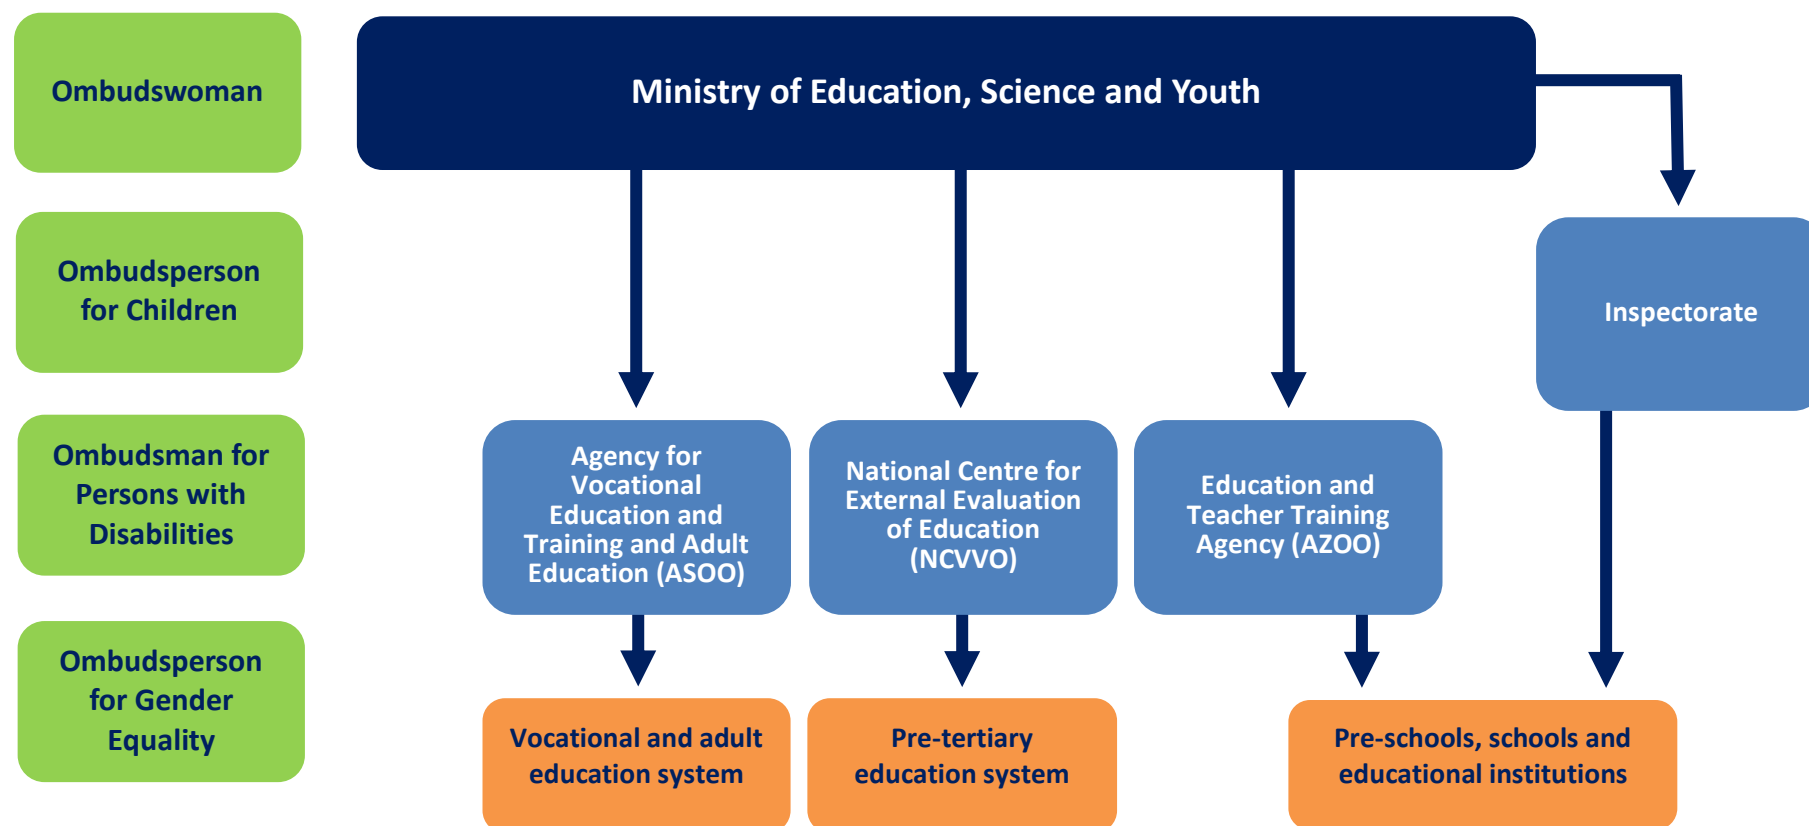 Ombudswoman
Ministry of Education, Science and Youth
Ombudsperson
for Children
Inspectorate
Ombudsman for
Persons with
Disabilities
Agency for
Vocational
Education and
Training and Adult
Education (ASOO)
National Centre for
External Evaluation
of Education
(NCVVO)
Education and
Teacher Training
Agency (AZOO)
Ombudsperson
for Gender
Equality
Vocational and adult
education system
Pre-tertiary
education system
Pre-schools, schools and
educational institutions